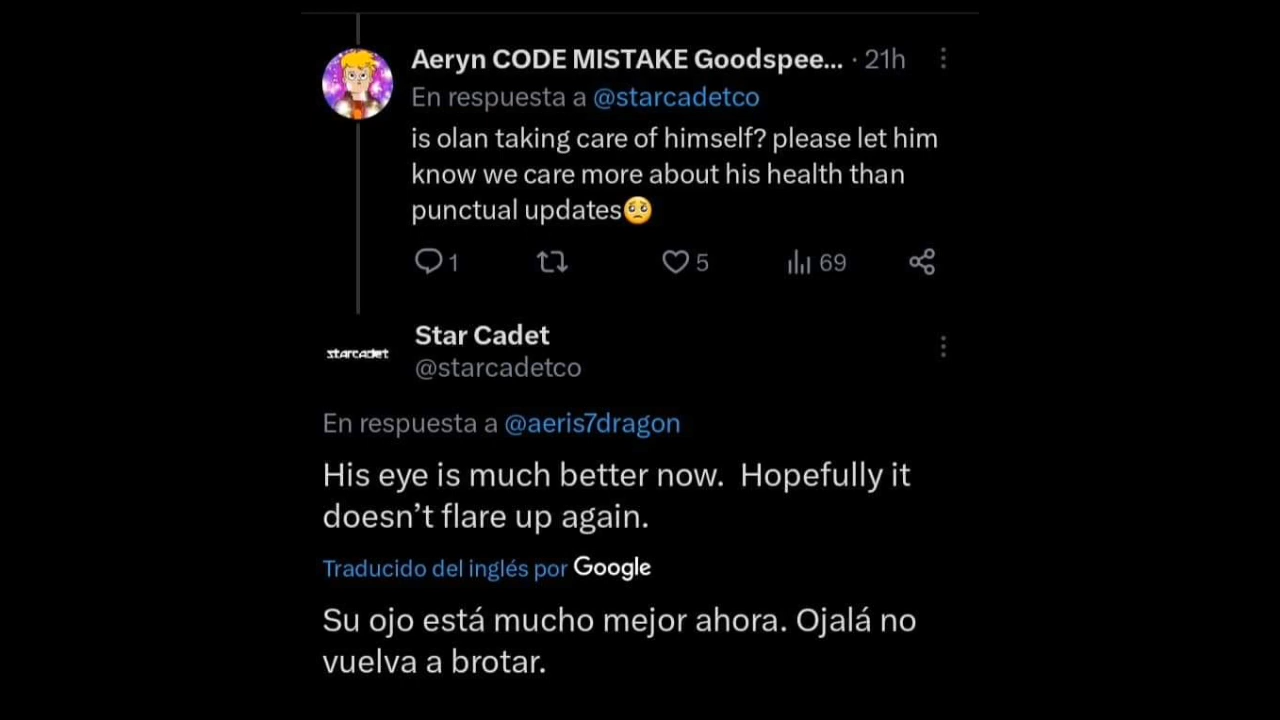 Aeryn CODE MISTAKE Goodspee... · 21h
En respuesta a @starcadetco
is olan taking care of himself? please let him
know we care more about his health than
punctual updates🥺
1 5 69
starcadet
Star Cadet
@starcadetco
En respuesta a @aeris7dragon
His eye is much better now.  Hopefully it
doesn’t flare up again.
Traducido del inglés por Google
Su ojo está mucho mejor ahora. Ojalá no
vuelva a brotar.